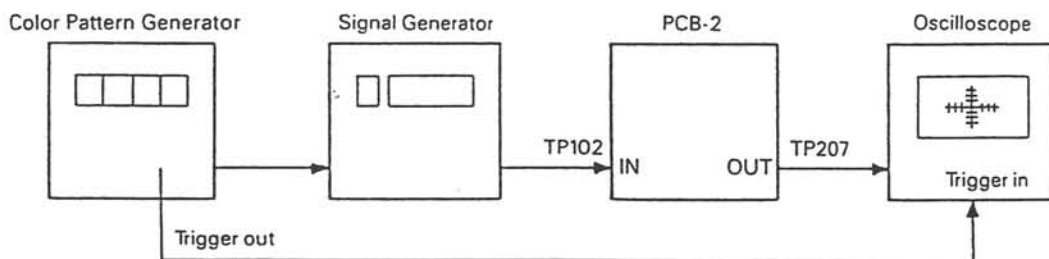 Color Pattern Generator
Signal Generator
PCB-2
Oscilloscope
TP102
IN
OUT
TP207
Trigger in
Trigger out